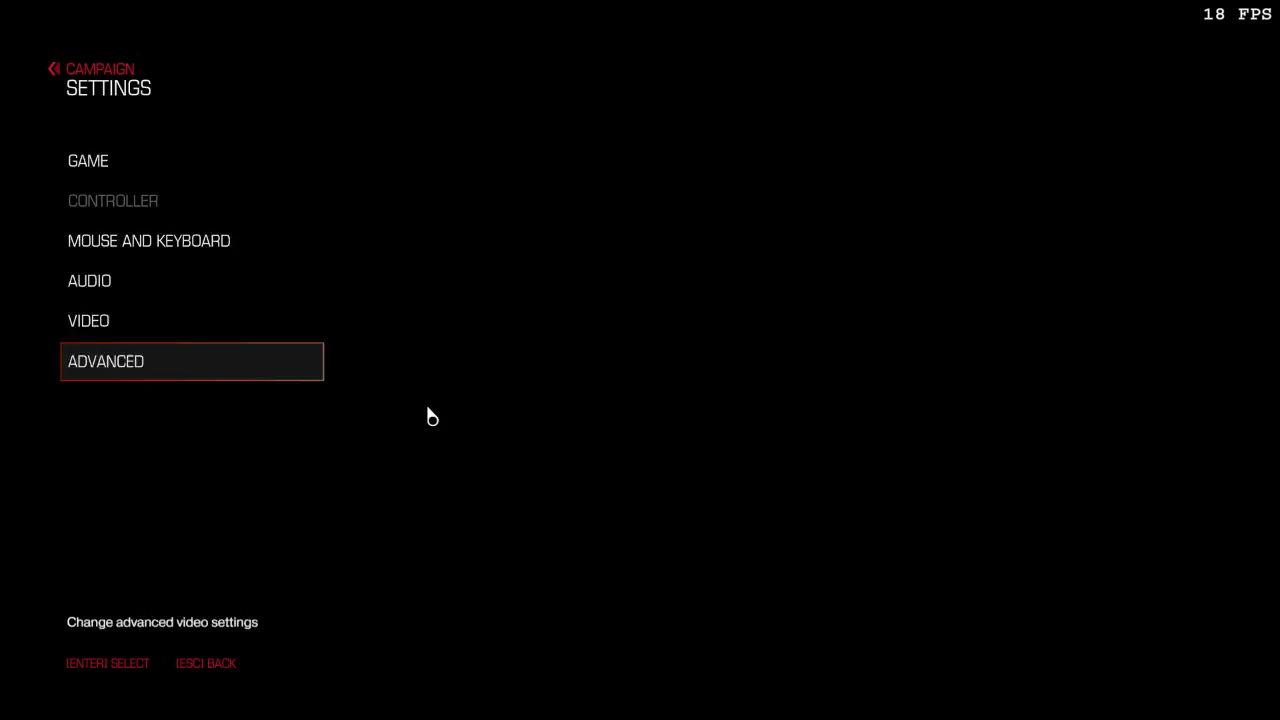 18 FPS
CAMPAIGN
SETTINGS
GAME
CONTROLLER
MOUSE AND KEYBOARD
AUDIO
VIDEO
ADVANCED
Change advanced video settings
[ENTER] SELECT [ESC] BACK